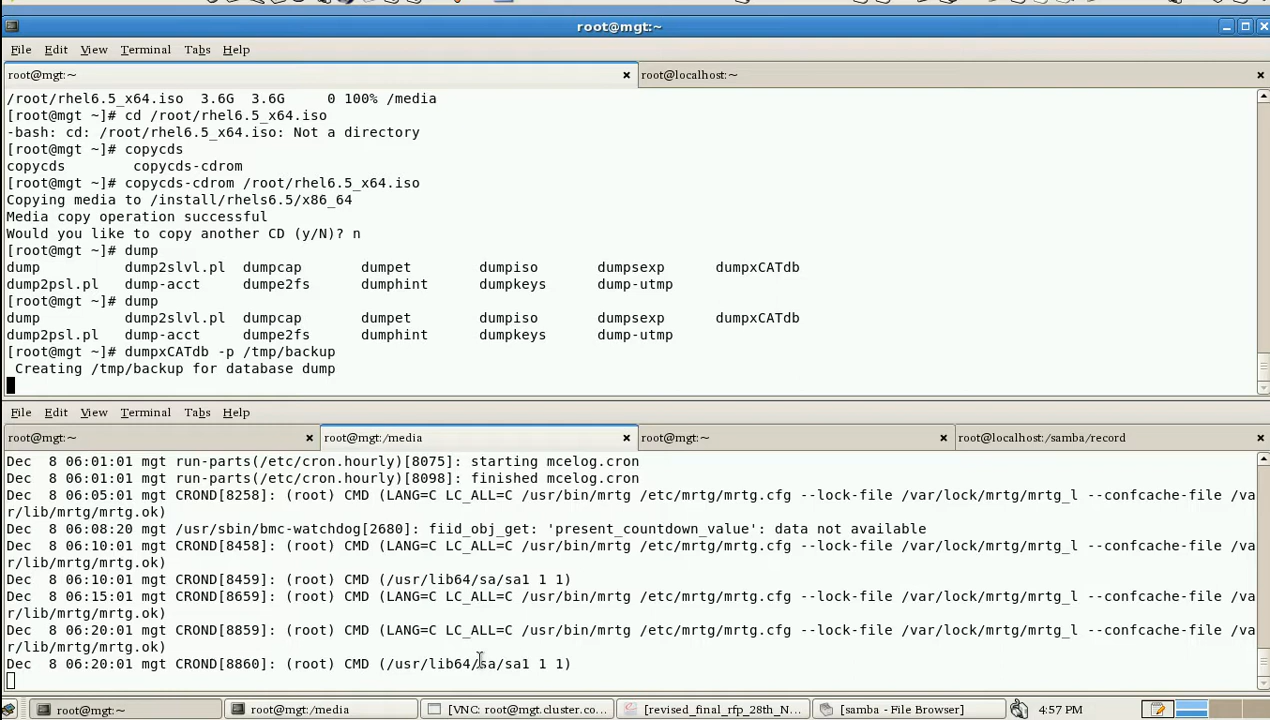 root@mgt:~
File Edit View Terminal Tabs Help
root@mgt:~ root@localhost:~
/root/rhel6.5_x64.iso  3.6G  3.6G     0 100% /media
[root@mgt ~]# cd /root/rhel6.5_x64.iso
-bash: cd: /root/rhel6.5_x64.iso: Not a directory
[root@mgt ~]# copycds
copycds        copycds-cdrom
[root@mgt ~]# copycds-cdrom /root/rhel6.5_x64.iso
Copying media to /install/rhels6.5/x86_64
Media copy operation successful
Would you like to copy another CD (y/N)? n
[root@mgt ~]# dump
dump          dump2slvl.pl  dumpcap       dumpet        dumpiso       dumpsexp      dumpxCATdb
dump2psl.pl   dump-acct     dumpe2fs      dumphint      dumpkeys      dump-utmp
[root@mgt ~]# dump
dump          dump2slvl.pl  dumpcap       dumpet        dumpiso       dumpsexp      dumpxCATdb
dump2psl.pl   dump-acct     dumpe2fs      dumphint      dumpkeys      dump-utmp
[root@mgt ~]# dumpxCATdb -p /tmp/backup
 Creating /tmp/backup for database dump
File Edit View Terminal Tabs Help
root@mgt:~ root@mgt:/media root@mgt:~ root@localhost:/samba/record
Dec  8 06:01:01 mgt run-parts(/etc/cron.hourly)[8075]: starting mcelog.cron
Dec  8 06:01:01 mgt run-parts(/etc/cron.hourly)[8098]: finished mcelog.cron
Dec  8 06:05:01 mgt CROND[8258]: (root) CMD (LANG=C LC_ALL=C /usr/bin/mrtg /etc/mrtg/mrtg.cfg --lock-file /var/lock/mrtg/mrtg_l --confcache-file /va
r/lib/mrtg/mrtg.ok)
Dec  8 06:08:20 mgt /usr/sbin/bmc-watchdog[2680]: fiid_obj_get: 'present_countdown_value': data not available
Dec  8 06:10:01 mgt CROND[8458]: (root) CMD (LANG=C LC_ALL=C /usr/bin/mrtg /etc/mrtg/mrtg.cfg --lock-file /var/lock/mrtg/mrtg_l --confcache-file /va
r/lib/mrtg/mrtg.ok)
Dec  8 06:10:01 mgt CROND[8459]: (root) CMD (/usr/lib64/sa/sa1 1 1)
Dec  8 06:15:01 mgt CROND[8659]: (root) CMD (LANG=C LC_ALL=C /usr/bin/mrtg /etc/mrtg/mrtg.cfg --lock-file /var/lock/mrtg/mrtg_l --confcache-file /va
r/lib/mrtg/mrtg.ok)
Dec  8 06:20:01 mgt CROND[8859]: (root) CMD (LANG=C LC_ALL=C /usr/bin/mrtg /etc/mrtg/mrtg.cfg --lock-file /var/lock/mrtg/mrtg_l --confcache-file /va
r/lib/mrtg/mrtg.ok)
Dec  8 06:20:01 mgt CROND[8860]: (root) CMD (/usr/lib64/sa/sa1 1 1)
root@mgt:~ root@mgt:/media [VNC: root@mgt.cluster.co... [revised_final_rfp_28th_N... [samba - File Browser] 4:57 PM